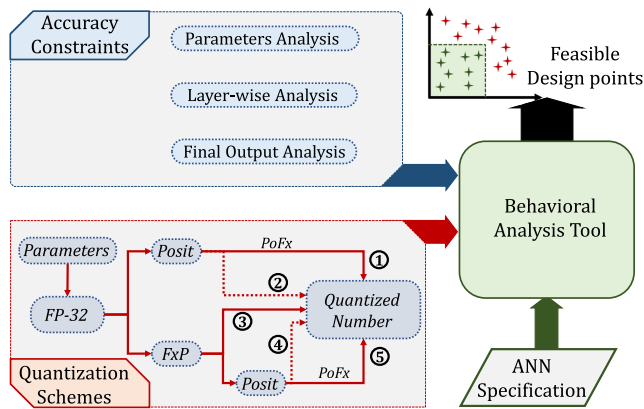 Accuracy
Constraints
Parameters Analysis
Layer-wise Analysis
Final Output Analysis
Feasible
Design points
Behavioral
Analysis Tool
ANN
Specification
Parameters
FP-32
Posit
PoFx
1
2
Quantized
Number
3
4
FxP
Posit
PoFx
5
Quantization
Schemes